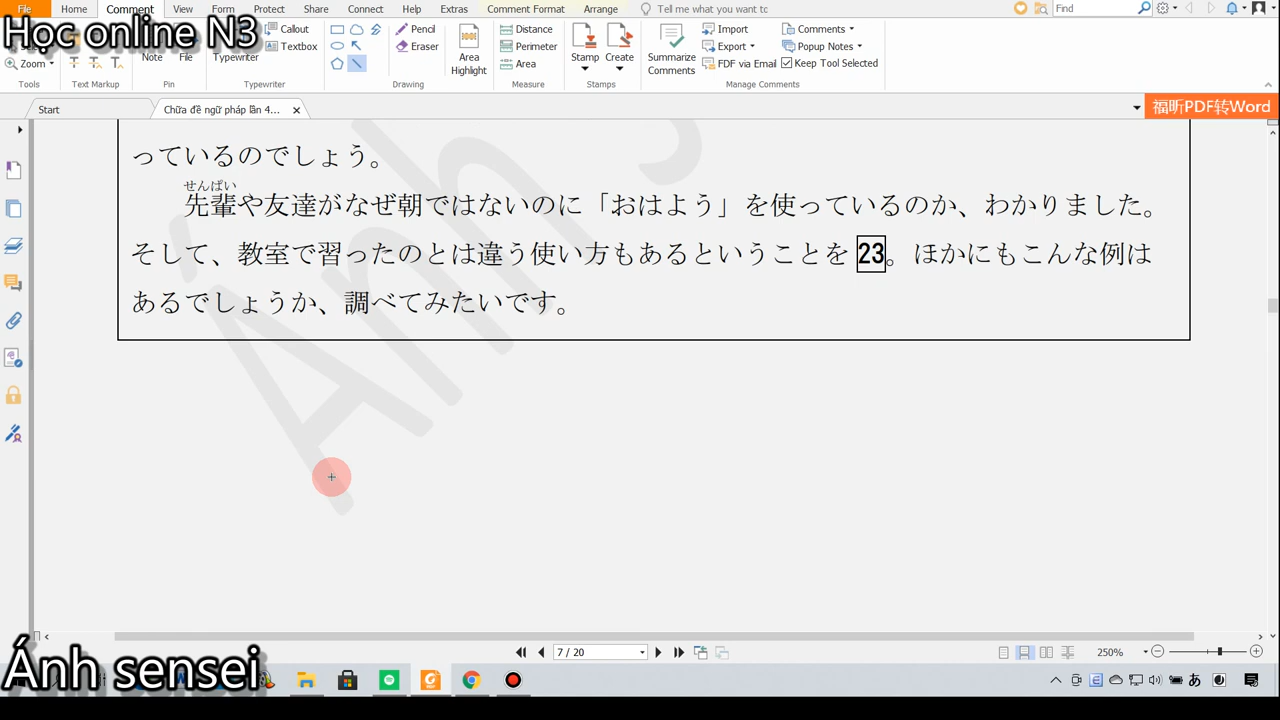 File Home Comment View Form Protect Share Connect Help Extras Comment Format Arrange Tell me what you want tc Find
Học online N3
Callout Pencil Distance Import Comments
Textbox Eraser Perimeter Export Popup Notes
Zoom Typewriter Note File Area Highlight Area Stamp Create Summarize Comments FDF via Email Keep Tool Selected
Tools Text Markup Typewriter Drawing Measure Stamps Manage Comments
Start Chữa đề ngữ pháp lần 4... 福昕PDF转Word
っているのでしょう。
せんぱい
先輩や友達がなぜ朝ではないのに「おはよう」を使っているのか、わかりました。
そして、教室で習ったのとは違う使い方もあるということを 23。ほかにもこんな例は
あるでしょうか、調べてみたいです。
Ánh s
7 / 20 250%
Ánh sensei
あ